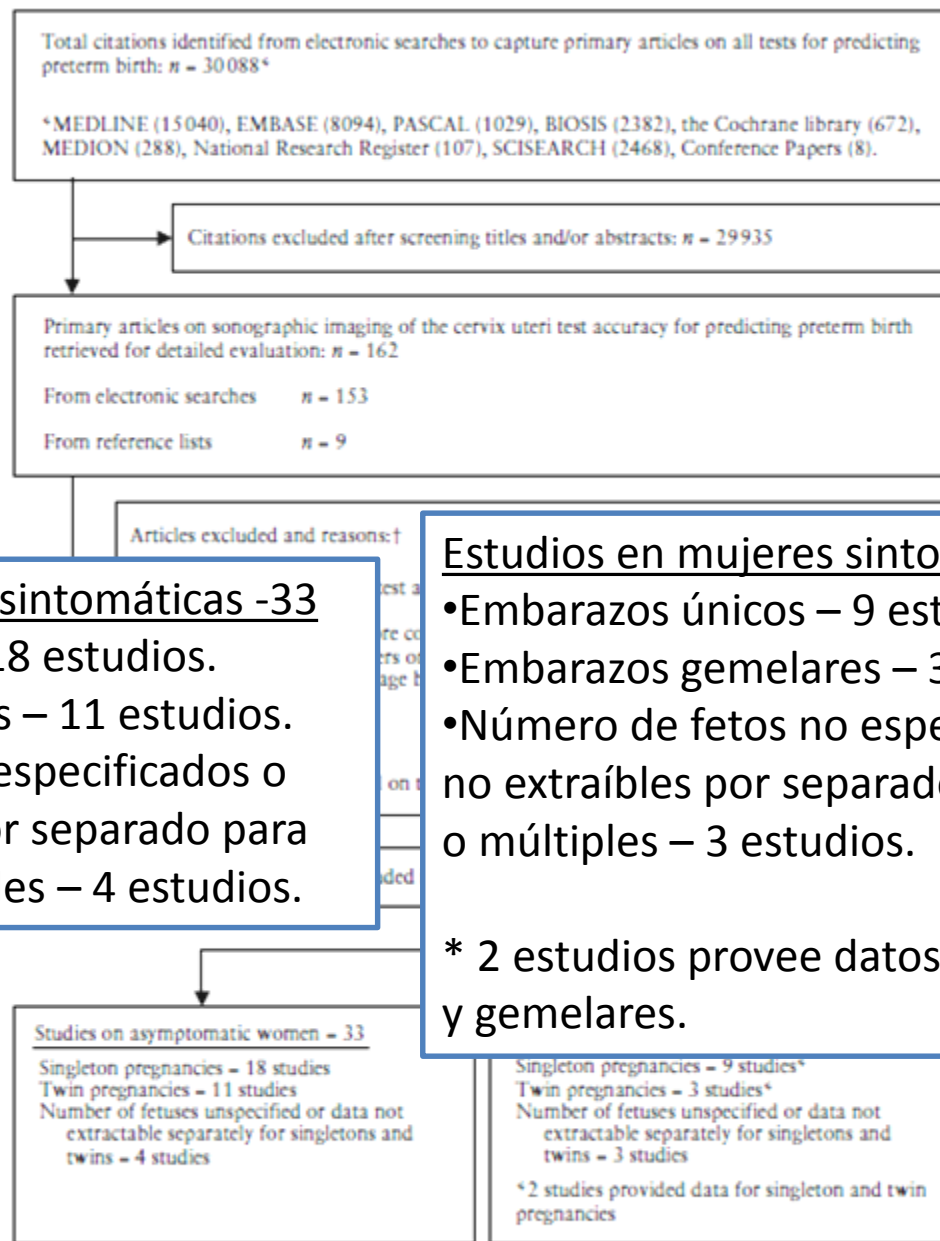 Total citations identified from electronic searches to capture primary articles on all tests for predicting
preterm birth: n = 30088*
*MEDLINE (15040), EMBASE (8094), PASCAL (1029), BIOSIS (2382), the Cochrane library (672),
MEDION (288), National Research Register (107), SCISEARCH (2468), Conference Papers (8).
Citations excluded after screening titles and/or abstracts: n = 29935
Primary articles on sonographic imaging of the cervix uteri test accuracy for predicting preterm birth
retrieved for detailed evaluation: n = 162
From electronic searches n = 153
From reference lists n = 9
Articles excluded and reasons:†
sintomáticas -33
18 estudios.
s – 11 estudios.
especificados o
or separado para
es – 4 estudios.
test a
re co
ers o
age b
on t
ded
Estudios en mujeres sinto
•Embarazos únicos – 9 est
•Embarazos gemelares – 3
•Número de fetos no espe
no extraíbles por separado
o múltiples – 3 estudios.
* 2 estudios provee datos
y gemelares.
Studies on asymptomatic women = 33
Singleton pregnancies = 18 studies
Twin pregnancies = 11 studies
Number of fetuses unspecified or data not
extractable separately for singletons and
twins = 4 studies
Singleton pregnancies = 9 studies*
Twin pregnancies = 3 studies*
Number of fetuses unspecified or data not
extractable separately for singletons and
twins = 3 studies
*2 studies provided data for singleton and twin
pregnancies